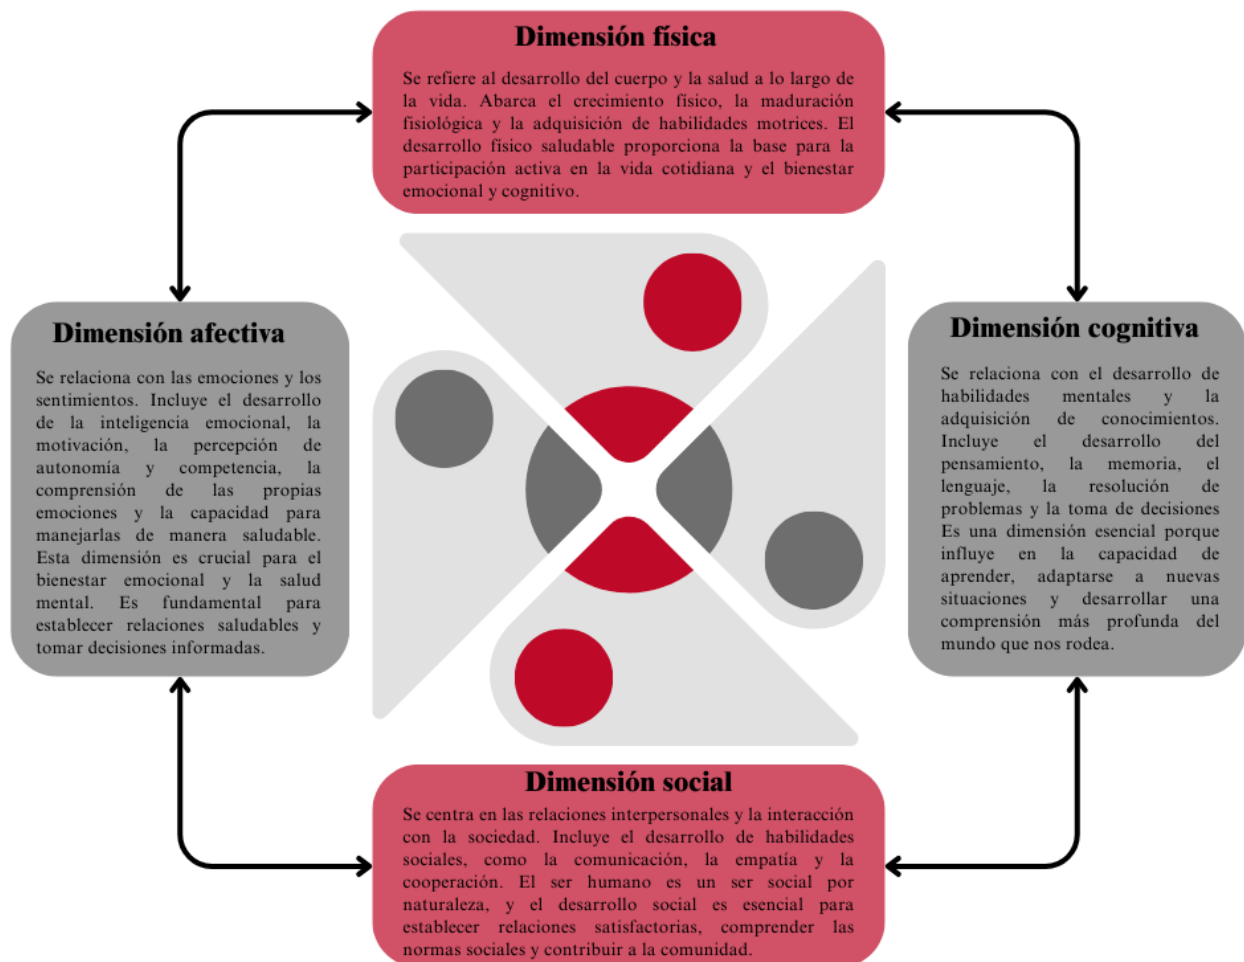 Dimensión física
Se refiere al desarrollo del cuerpo y la salud a lo largo de
la vida. Abarca el crecimiento físico, la maduración
fisiológica y la adquisición de habilidades motrices. El
desarrollo físico saludable proporciona la base para la
participación activa en la vida cotidiana y el bienestar
emocional y cognitivo.
Dimensión afectiva
Se relaciona con las emociones y los
sentimientos. Incluye el desarrollo
de la inteligencia emocional, la
motivación, la percepción de
autonomía y competencia, la
comprensión de las propias
emociones y la capacidad para
manejarlas de manera saludable.
Esta dimensión es crucial para el
bienestar emocional y la salud
mental. Es fundamental para
establecer relaciones saludables y
tomar decisiones informadas.
Dimensión cognitiva
Se relaciona con el desarrollo de
habilidades mentales y la
adquisición de conocimientos.
Incluye el desarrollo del
pensamiento, la memoria, el
lenguaje, la resolución de
problemas y la toma de decisiones
Es una dimensión esencial porque
influye en la capacidad de
aprender, adaptarse a nuevas
situaciones y desarrollar una
comprensión más profunda del
mundo que nos rodea.
Dimensión social
Se centra en las relaciones interpersonales y la interacción
con la sociedad. Incluye el desarrollo de habilidades
sociales, como la comunicación, la empatía y la
cooperación. El ser humano es un ser social por
naturaleza, y el desarrollo social es esencial para
establecer relaciones satisfactorias, comprender las
normas sociales y contribuir a la comunidad.